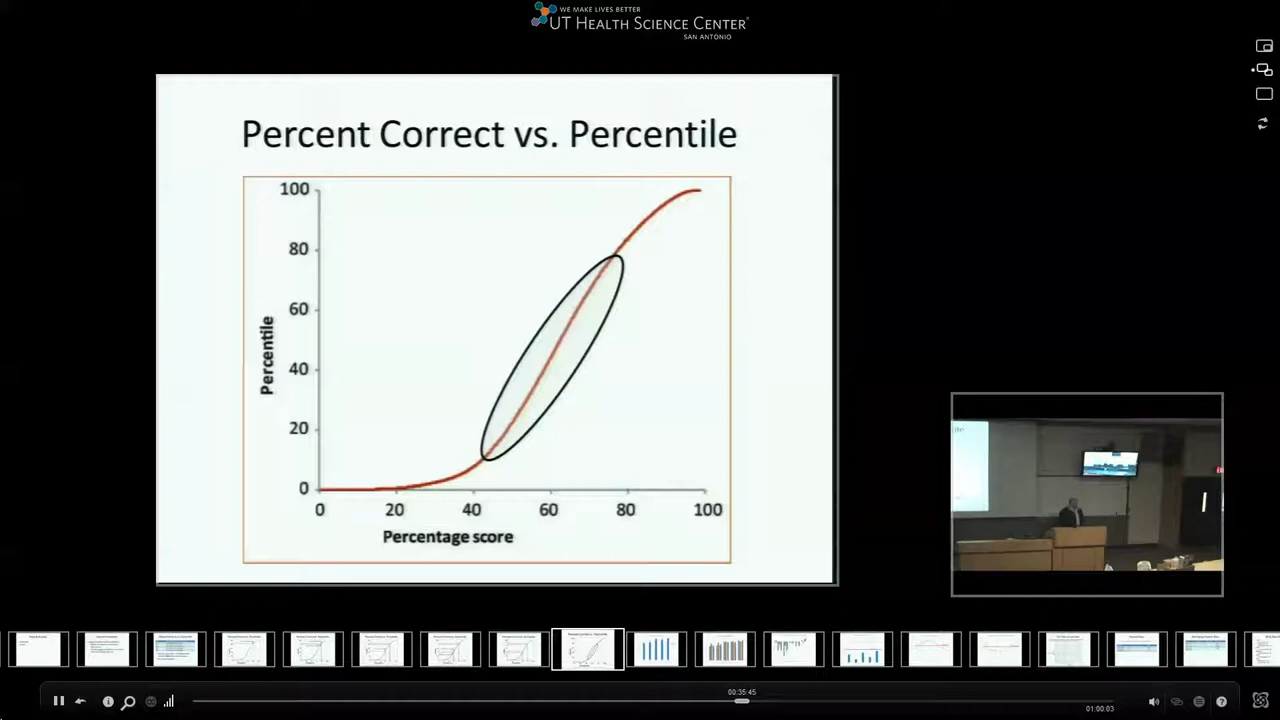 WE MAKE LIVES BETTER
UT HEALTH SCIENCE CENTER®
SAN ANTONIO
Percent Correct vs. Percentile
100
80
60
40
20
0
Percentile
0 20 40 60 80 100
Percentage score
00:35:45
01:00:03